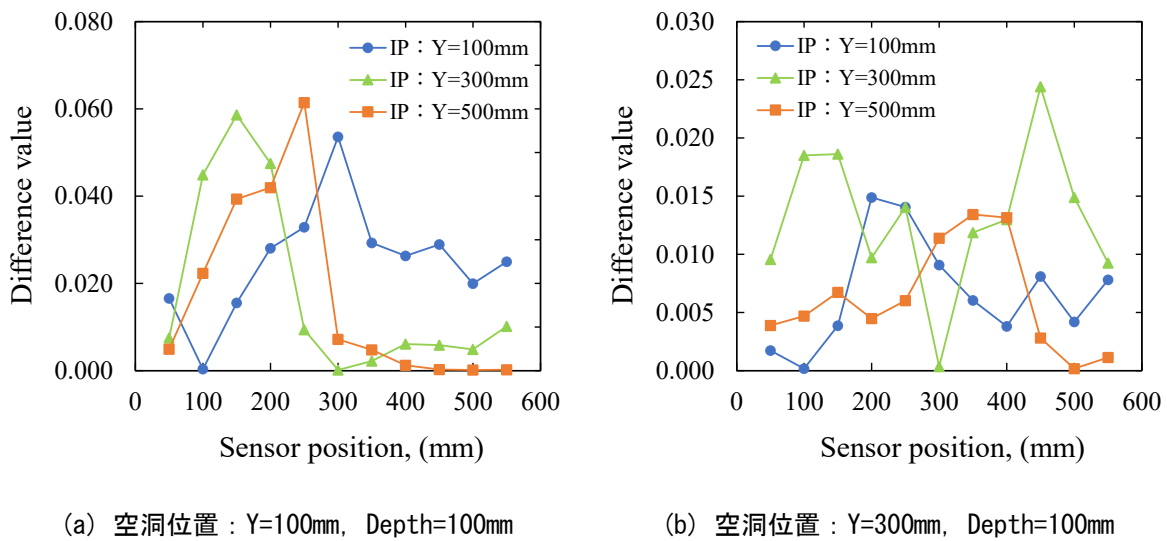 0.080
0.060
0.040
0.020
0.000
Difference value
IP：Y=100mm
IP：Y=300mm
IP：Y=500mm
0 100 200 300 400 500 600
Sensor position, (mm)
(a) 空洞位置：Y=100mm, Depth=100mm
0.030
0.025
0.020
0.015
0.010
0.005
0.000
Difference value
IP：Y=100mm
IP：Y=300mm
IP：Y=500mm
0 100 200 300 400 500 600
Sensor position, (mm)
(b) 空洞位置：Y=300mm, Depth=100mm